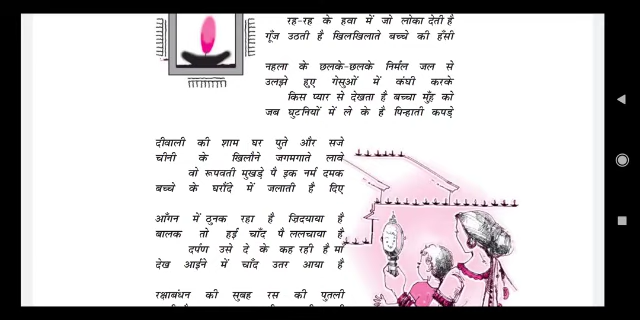 रह-रह के हवा में जो लोका देती है
गूँज उठती है खिलखिलाते बच्चे की हँसी
नहला के छलके-छलके निर्मल जल से
उलझे हुए गेसुओं में कंघी करके
किस प्यार से देखता है बच्चा मुँह को
जब घुटनियों में ले के है पिन्हाती कपड़े
दीवाली की शाम घर पुते और सजे
चीनी के खिलौने जगमगाते लावे
वो रूपवती मुखड़े पै इक नर्म दमक
बच्चे के घरौंदे में जलाती है दिए
आँगन में ठुनक रहा है ज़िदयाया है
बालक तो हई चाँद पै ललचाया है
दर्पण उसे दे के कह रही है माँ
देख आईने में चाँद उतर आया है
रक्षाबंधन की सुबह रस की पुतली